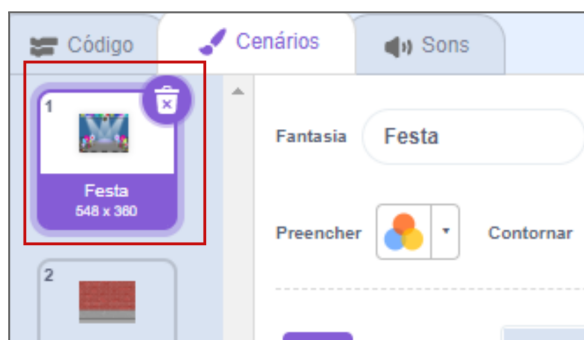 Código
Cenários
Sons
1
Festa
548 x 360
2
Fantasia
Festa
Preencher
Contornar